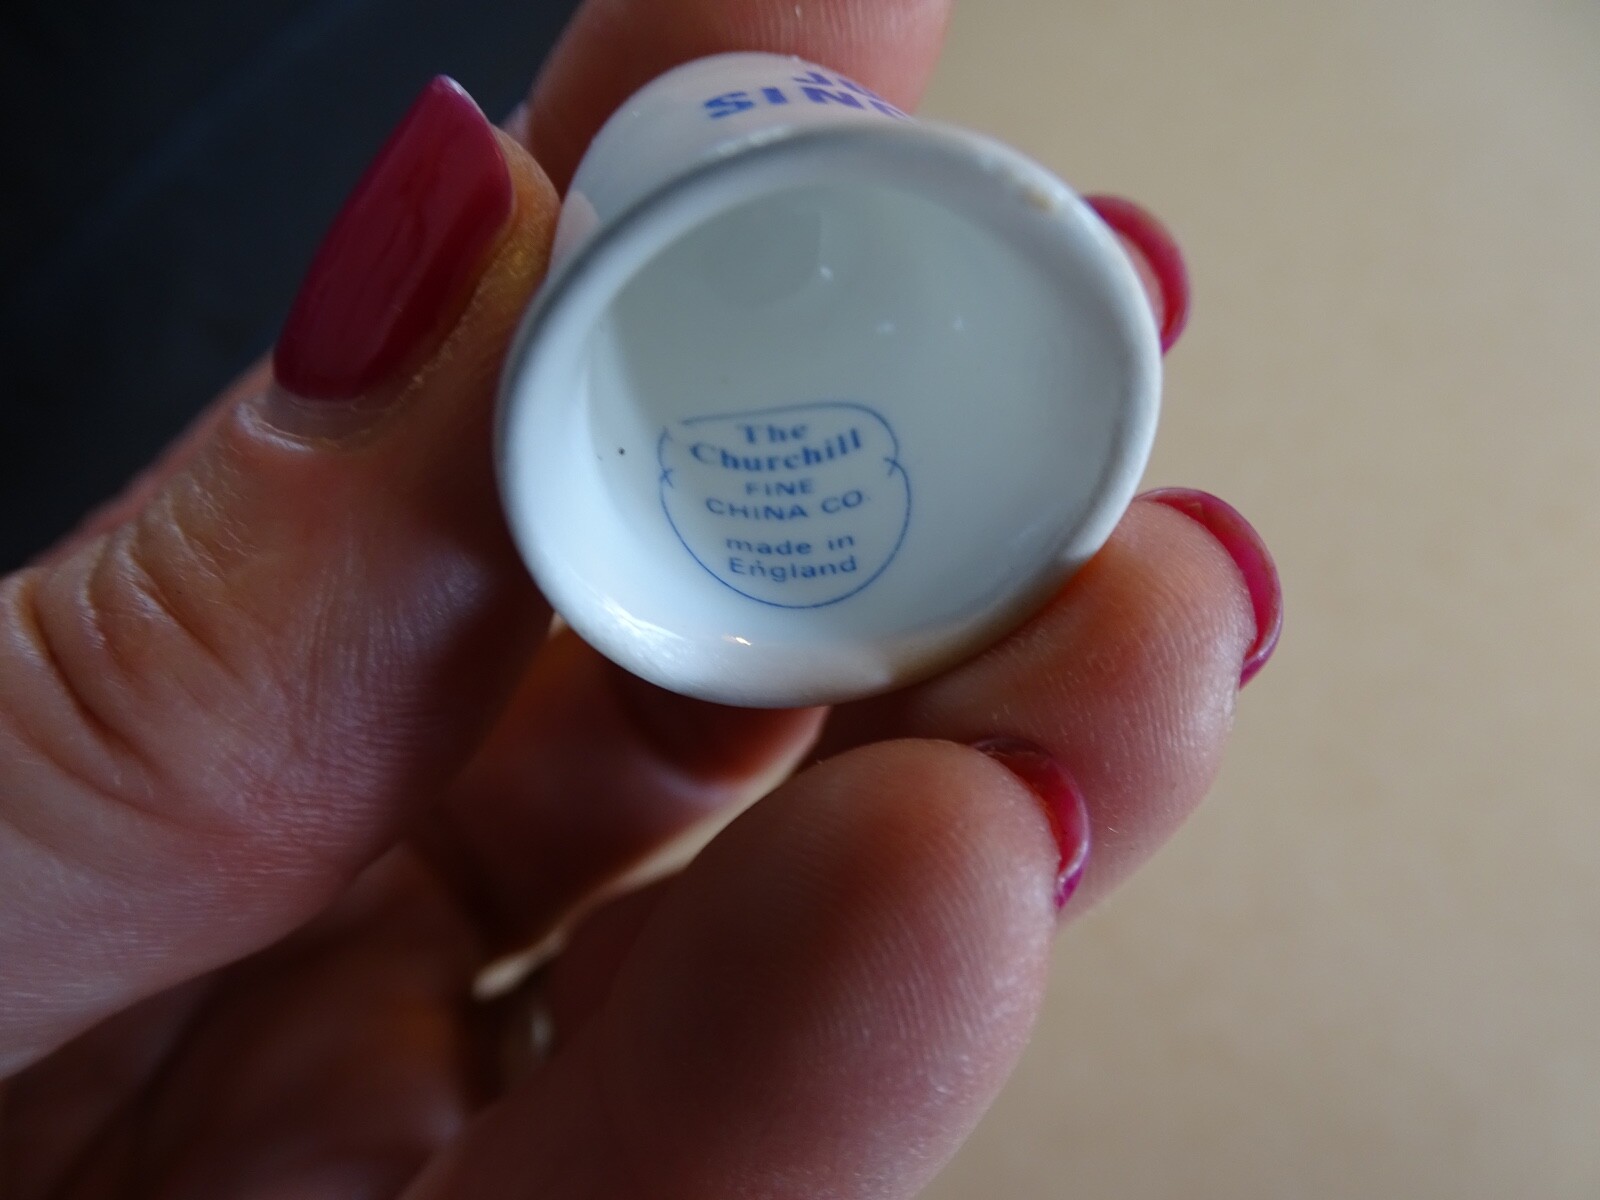 The
Churchill
FINE
CHINA CO.
made in
England